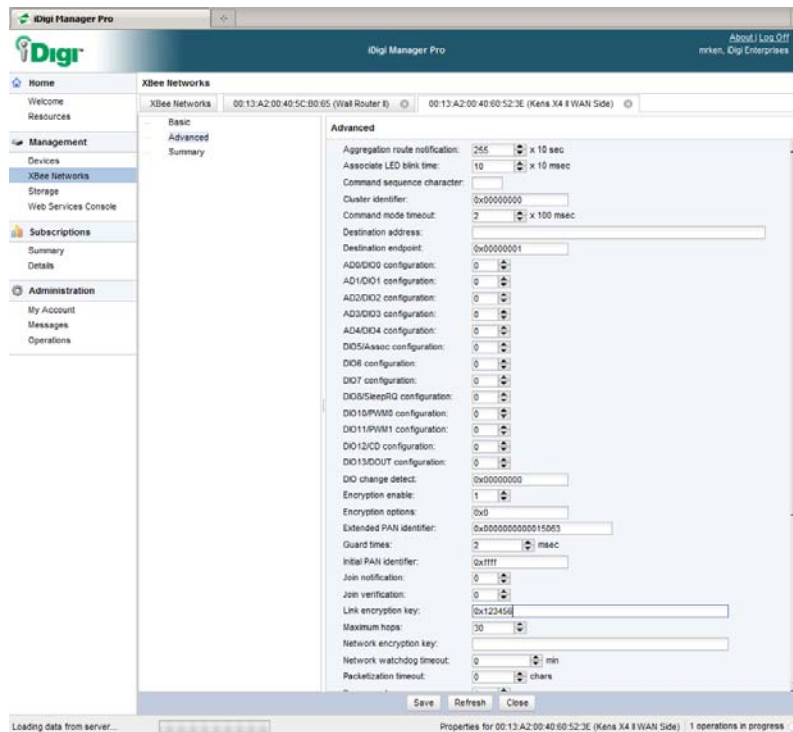 iDigi Manager Pro
iDigi
iDigi Manager Pro
About | Log Off
mrken, iDigi Enterprises
Home
Welcome
Resources
Management
Devices
XBee Networks
Storage
Web Services Console
Subscriptions
Summary
Details
Administration
My Account
Messages
Operations
XBee Networks
XBee Networks 00:13:A2:00:40:5C:B0:65 (Wall Router II) 00:13:A2:00:40:60:52:3E (Kens X4 II WAN Side)
Basic
Advanced
Summary
Advanced
Aggregation route notification: 255 x 10 sec
Associate LED blink time: 10 x 10 msec
Command sequence character:
Cluster identifier: 0x00000000
Command mode timeout: 2 x 100 msec
Destination address:
Destination endpoint: 0x00000001
AD0/DIO0 configuration: 0
AD1/DIO1 configuration: 0
AD2/DIO2 configuration: 0
AD3/DIO3 configuration: 0
AD4/DIO4 configuration: 0
DIO5/Assoc configuration: 0
DIO6 configuration: 0
DIO7 configuration: 0
DIO8/SleepRQ configuration: 0
DIO10/PWM0 configuration: 0
DIO11/PWM1 configuration: 0
DIO12/CD configuration: 0
DIO13/DOUT configuration: 0
DIO change detect: 0x00000000
Encryption enable: 1
Encryption options: 0x0
Extended PAN identifier: 0x0000000000015063
Guard times: 2 msec
Initial PAN identifier: 0xffff
Join notification: 0
Join verification: 0
Link encryption key: 0x123456
Maximum hops: 30
Network encryption key:
Network watchdog timeout: 0 min
Packetization timeout: 0 chars
Save Refresh Close
Loading data from server... Properties for 00:13:A2:00:40:60:52:3E (Kens X4 II WAN Side) 1 operations in progress